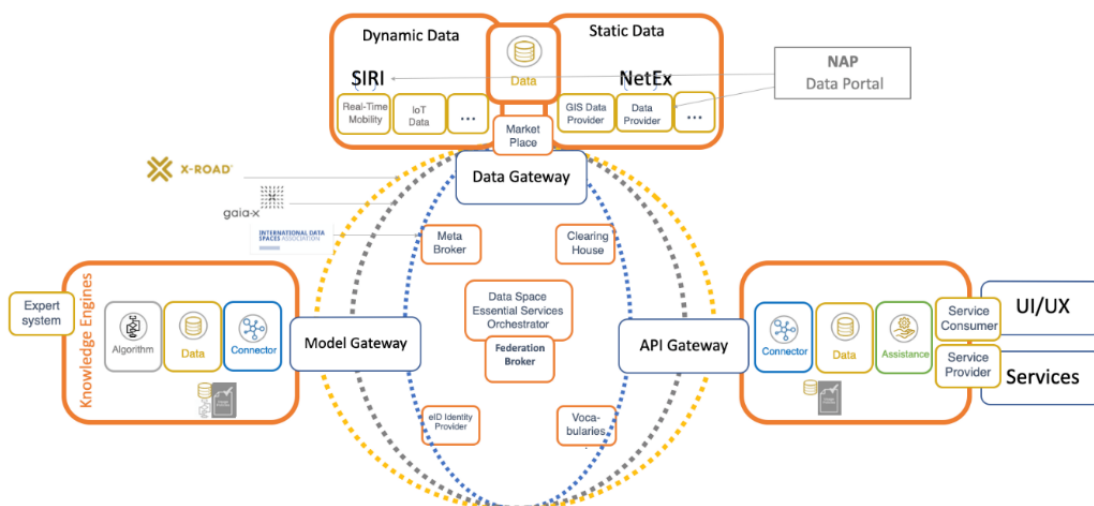 Dynamic Data
Static Data
Data
SIRI
NetEx
NAP
Data Portal
Real-Time
Mobility
IoT
Data
...
GIS Data
Provider
Data
Provider
...
Market
Place
X-ROAD
Data Gateway
gaia-x
INTERNATIONAL DATA
SPACES ASSOCIATION
Meta
Broker
Clearing
House
Knowledge Engines
Expert
system
Algorithm
Data
Connector
Model Gateway
Data Space
Essential Services
Orchestrator
Federation
Broker
API Gateway
Connector
Data
Assistance
Service
Consumer
UI/UX
Service
Provider
Services
eID Identity
Provider
Voca-
bularies